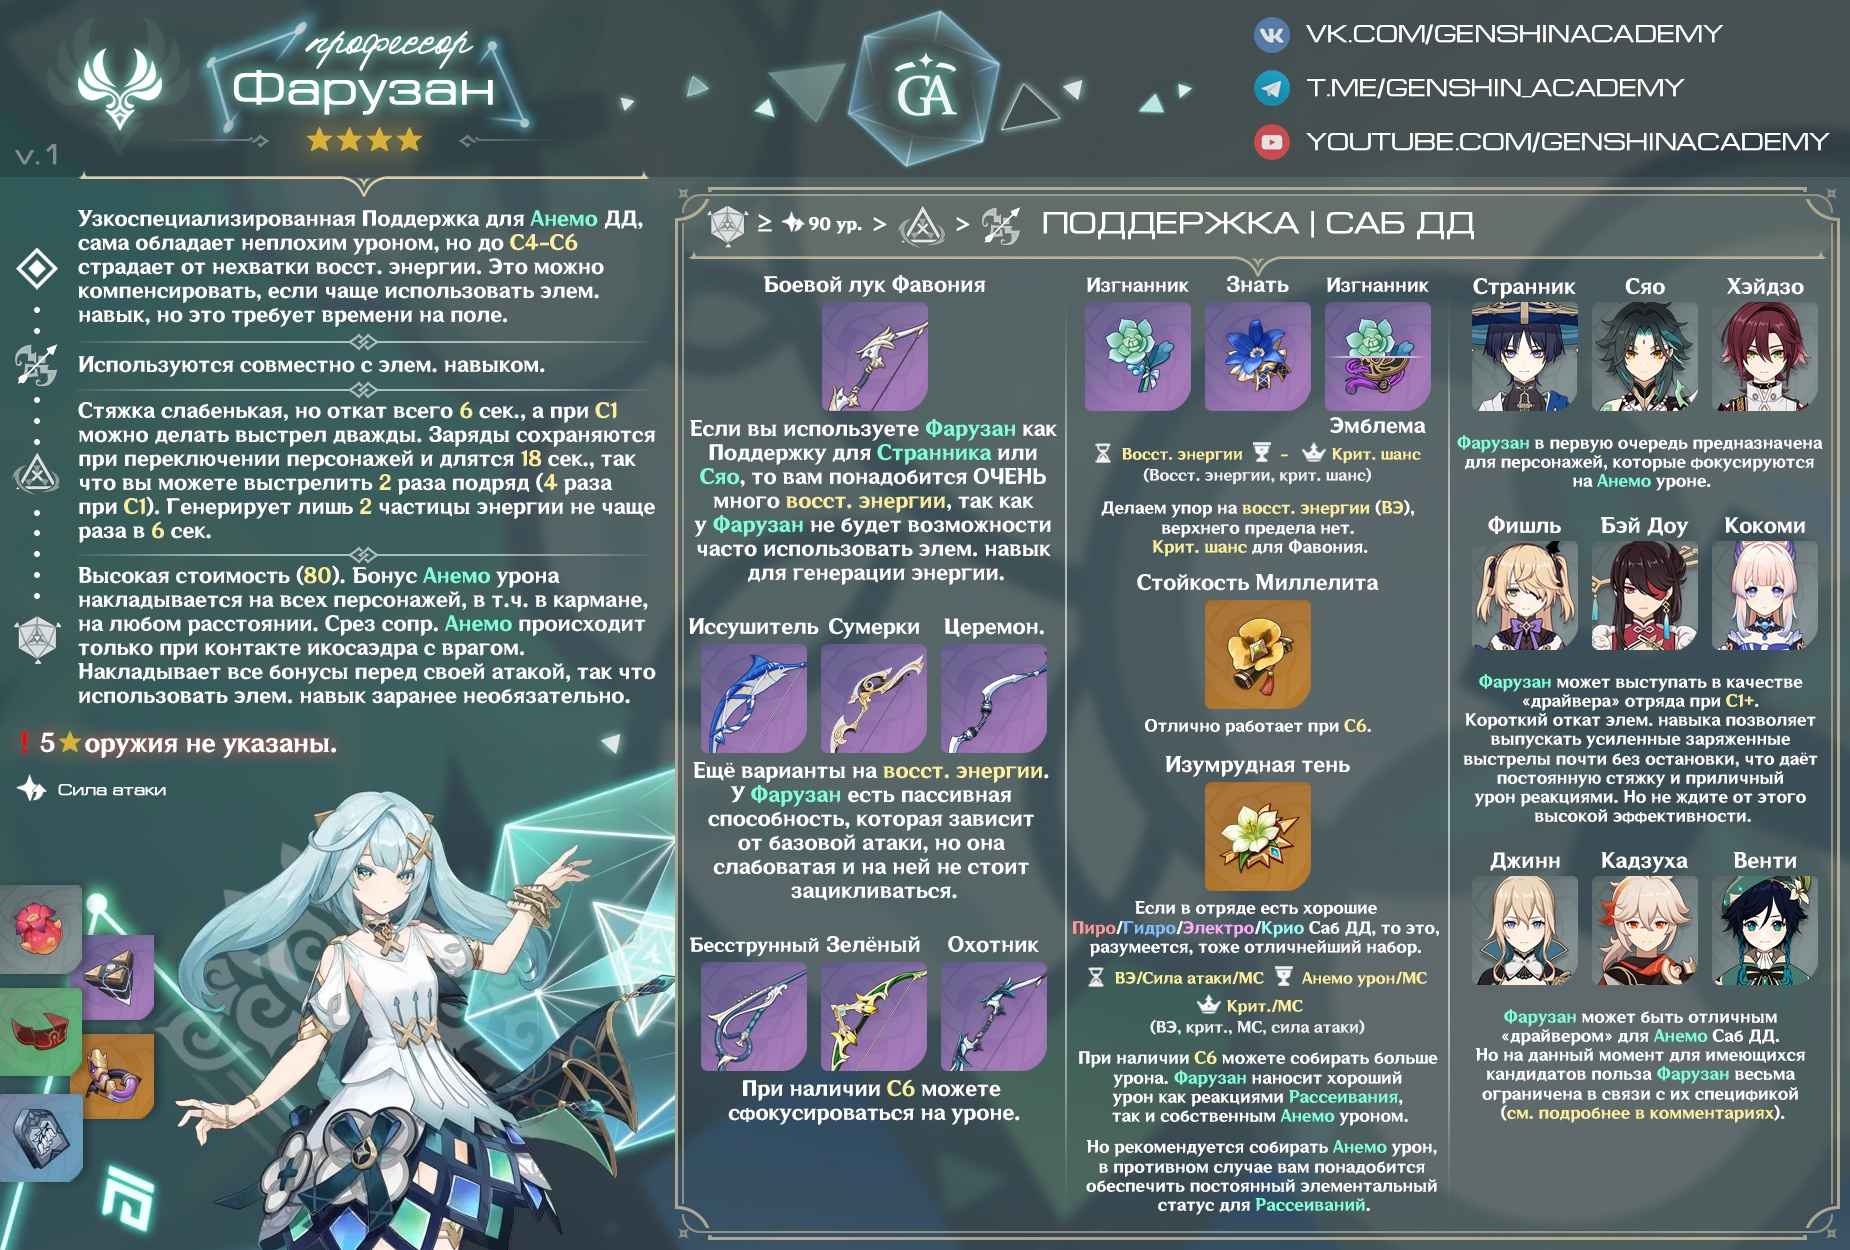 профессор
Фарузан
v.1
GA
VK.COM/GENSHINACADEMY
T.ME/GENSHIN_ACADEMY
YOUTUBE.COM/GENSHINACADEMY
Узкоспециализированная Поддержка для Анемо ДД,
сама обладает неплохим уроном, но до С4-С6
страдает от нехватки восст. энергии. Это можно
компенсировать, если чаще использовать элем.
навык, но это требует времени на поле.
Используются совместно с элем. навыком.
Стяжка слабенькая, но откат всего 6 сек., а при С1
можно делать выстрел дважды. Заряды сохраняются
при переключении персонажей и длятся 18 сек., так
что вы можете выстрелить 2 раза подряд (4 раза
при С1). Генерирует лишь 2 частицы энергии не чаще
раза в 6 сек.
Высокая стоимость (80). Бонус Анемо урона
накладывается на всех персонажей, в т.ч. в кармане,
на любом расстоянии. Срез сопр. Анемо происходит
только при контакте икосаэдра с врагом.
Накладывает все бонусы перед своей атакой, так что
использовать элем. навык заранее необязательно.
! 5 оружия не указаны.
Сила атаки
≥ 90 ур. > > ПОДДЕРЖКА | САБ ДД
Боевой лук Фавония
Если вы используете Фарузан как
Поддержку для Странника или
Сяо, то вам понадобится ОЧЕНЬ
много восст. энергии, так как
у Фарузан не будет возможности
часто использовать элем. навык
для генерации энергии.
Иссушитель Сумерки Церемон.
Ещё варианты на восст. энергии.
У Фарузан есть пассивная
способность, которая зависит
от базовой атаки, но она
слабоватая и на ней не стоит
зацикливаться.
Бесструнный Зелёный Охотник
При наличии С6 можете
сфокусироваться на уроне.
Изгнанник Знать Изгнанник
Эмблема
Восст. энергии - Крит. шанс
(Восст. энергии, крит. шанс)
Делаем упор на восст. энергии (ВЭ),
верхнего предела нет.
Крит. шанс для Фавония.
Стойкость Миллелита
Отлично работает при С6.
Изумрудная тень
Если в отряде есть хорошие
Пиро/Гидро/Электро/Крио Саб ДД, то это,
разумеется, тоже отличнейший набор.
ВЭ/Сила атаки/МС Анемо урон/МС
Крит./МС
(ВЭ, крит., МС, сила атаки)
При наличии С6 можете собирать больше
урона. Фарузан наносит хороший
урон как реакциями Рассеивания,
так и собственным Анемо уроном.
Но рекомендуется собирать Анемо урон,
в противном случае вам понадобится
обеспечить постоянный элементальный
статус для Рассеиваний.
Странник Сяо Хэйдзо
Фарузан в первую очередь предназначена
для персонажей, которые фокусируются
на Анемо уроне.
Фишль Бэй Доу Кокоми
Фарузан может выступать в качестве
«драйвера» отряда при С1+.
Короткий откат элем. навыка позволяет
выпускать усиленные заряженные
выстрелы почти без остановки, что даёт
постоянную стяжку и приличный
урон реакциями. Но не ждите от этого
высокой эффективности.
Джинн Кадзуха Венти
Фарузан может быть отличным
«драйвером» для Анемо Саб ДД.
Но на данный момент для имеющихся
кандидатов польза Фарузан весьма
ограничена в связи с их спецификой
(см. подробнее в комментариях).